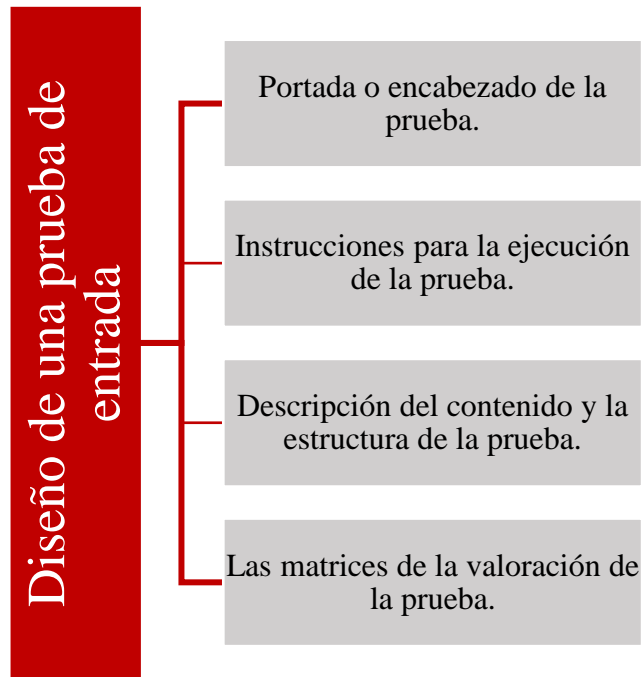 Diseño de una prueba de
entrada
Portada o encabezado de la
prueba.
Instrucciones para la ejecución
de la prueba.
Descripción del contenido y la
estructura de la prueba.
Las matrices de la valoración de
la prueba.